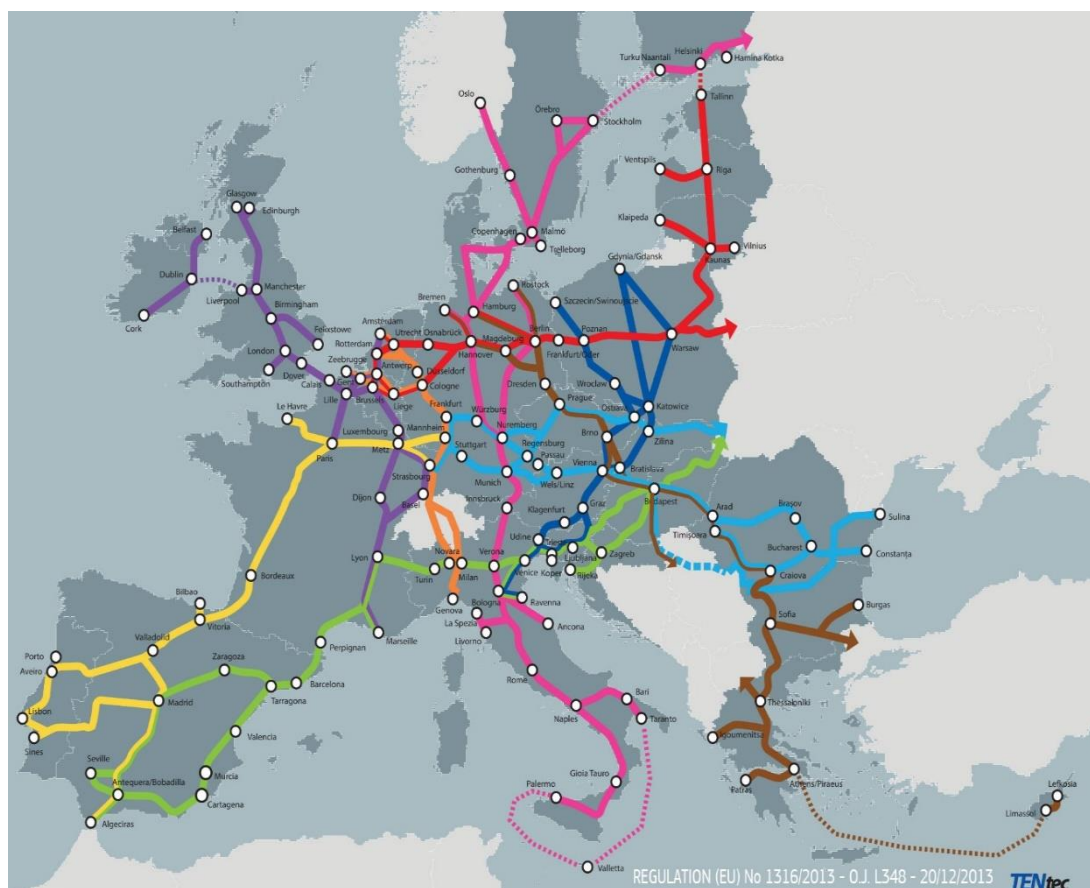 Helsinki
Turku Naantali
Hamina Kotka
Oslo
Örebro
Stockholm
Tallinn
Ventspils
Riga
Gothenburg
Glasgow
Edinburgh
Klaipeda
Belfast
Copenhagen
Malmö
Trelleborg
Vilnius
Kaunas
Gdynia/Gdansk
Dublin
Rostock
Manchester
Liverpool
Bremen
Szczecin/Swinoujscie
Cork
Birmingham
Hamburg
Felixstowe
Amsterdam
Berlin
Poznan
Warsaw
Utrecht
Osnabrück
Magdeburg
Rotterdam
Hannover
Frankfurt/Oder
London
Zeebrugge
Dover
Antwerp
Düsseldorf
Southampton
Calais
Gent
Cologne
Dresden
Wrocław
Lille
Brussels
Liege
Prague
Le Havre
Frankfurt
Würzburg
Ostrava
Katowice
Luxembourg
Mannheim
Nuremberg
Paris
Metz
Stuttgart
Regensburg
Brno
Zilina
Passau
Strasbourg
Munich
Wels/Linz
Vienna
Bratislava
Dijon
Basel
Innsbruck
Budapest
Klagenfurt
Graz
Arad
Braşov
Sulina
Timişoara
Udine
Lyon
Novara
Verona
Trieste
Ljubljana
Zagreb
Bucharest
Constanţa
Turin
Milan
Venice
Koper
Rijeka
Craiova
Bordeaux
Genova
Bologna
Ravenna
Bilbao
Vitoria
La Spezia
Ancona
Sofia
Burgas
Marseille
Livorno
Valladolid
Perpignan
Porto
Zaragoza
Aveiro
Rome
Barcelona
Tarragona
Madrid
Bari
Thessaloniki
Lisbon
Naples
Taranto
Sines
Valencia
Igoumenitsa
Seville
Murcia
Antequera/Bobadilla
Gioia Tauro
Palermo
Patras
Athens/Piraeus
Cartagena
Lefkosia
Limassol
Algeciras
Valletta
REGULATION (EU) No 1316/2013 - O.J. L348 - 20/12/2013
TENtec